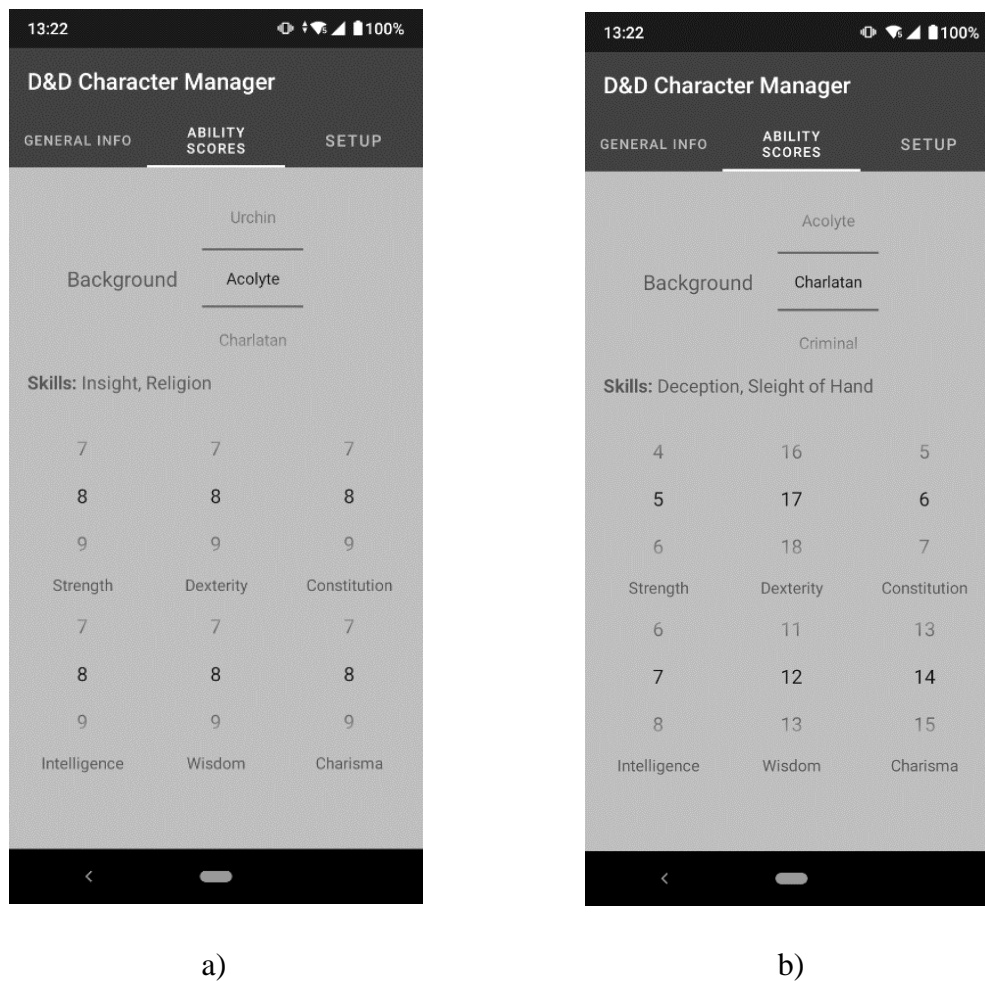 13:22
100%
D&D Character Manager
GENERAL INFO
ABILITY
SCORES
SETUP
Urchin
Background
Acolyte
Charlatan
Skills: Insight, Religion
7 7 7
8 8 8
9 9 9
Strength Dexterity Constitution
7 7 7
8 8 8
9 9 9
Intelligence Wisdom Charisma
a)
13:22
100%
D&D Character Manager
GENERAL INFO
ABILITY
SCORES
SETUP
Acolyte
Background
Charlatan
Criminal
Skills: Deception, Sleight of Hand
4 16 5
5 17 6
6 18 7
Strength Dexterity Constitution
6 11 13
7 12 14
8 13 15
Intelligence Wisdom Charisma
b)